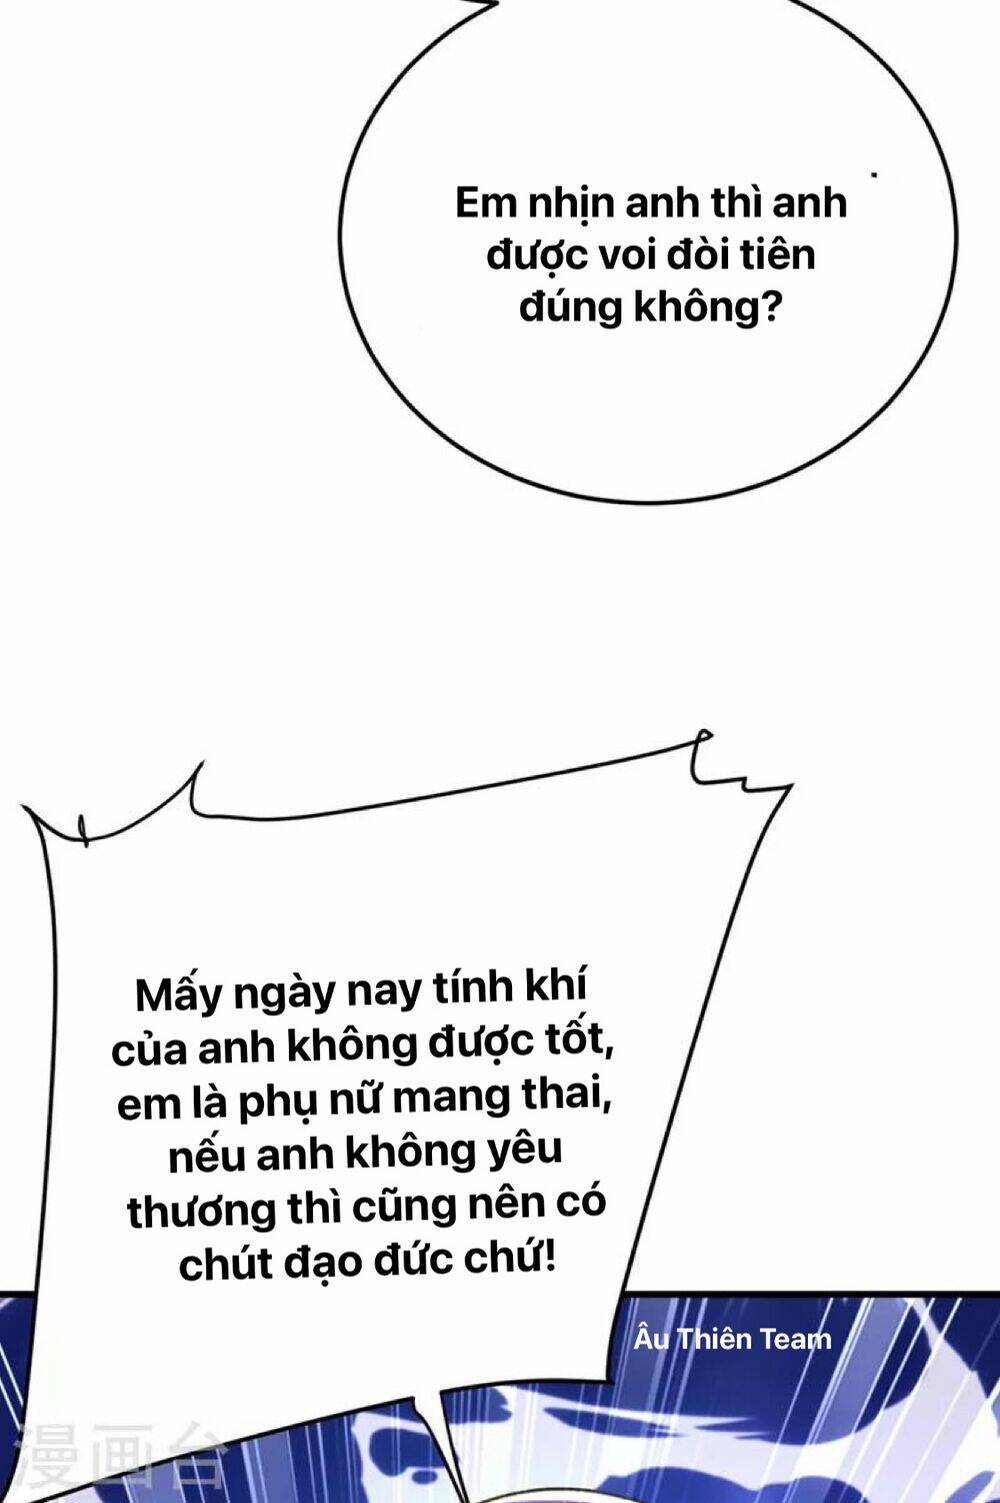 Em nhịn anh thì anh
được voi đòi tiên
đúng không?
Mấy ngày nay tính khí
của anh không được tốt,
em là phụ nữ mang thai,
nếu anh không yêu
thương thì cũng nên có
chút đạo đức chứ!
Âu Thiên Team
漫画台